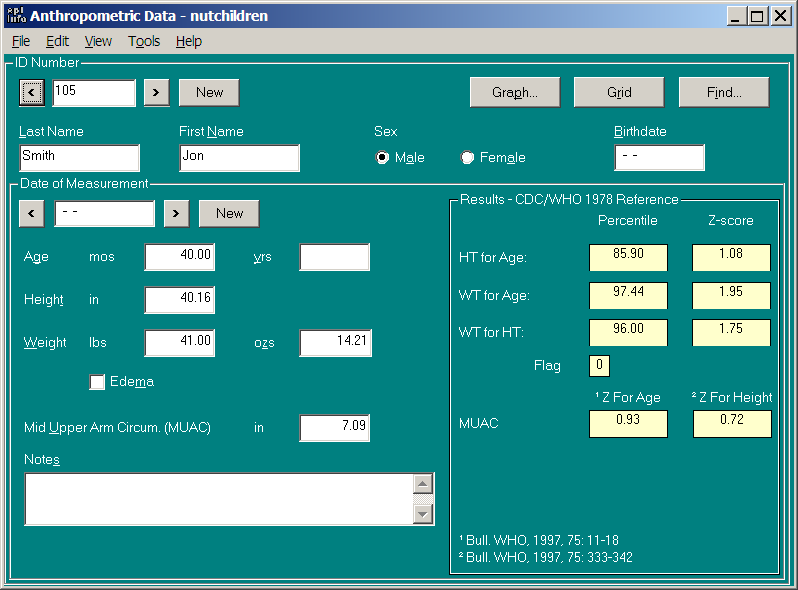 Epi Info Anthropometric Data - nutchildren
File Edit View Tools Help
ID Number
< 105 > New Graph... Grid Find...
Last Name First Name Sex Birthdate
Smith Jon Male Female - -
Date of Measurement
< - - > New
Results - CDC/WHO 1978 Reference
Percentile Z-score
Age mos 40.00 yrs
HT for Age: 85.90 1.08
Height in 40.16
WT for Age: 97.44 1.95
Weight lbs 41.00 ozs 14.21
WT for HT: 96.00 1.75
Flag 0
Edema
¹ Z For Age ² Z For Height
Mid Upper Arm Circum. (MUAC) in 7.09
MUAC 0.93 0.72
Notes
¹ Bull. WHO, 1997, 75: 11-18
² Bull. WHO, 1997, 75: 333-342